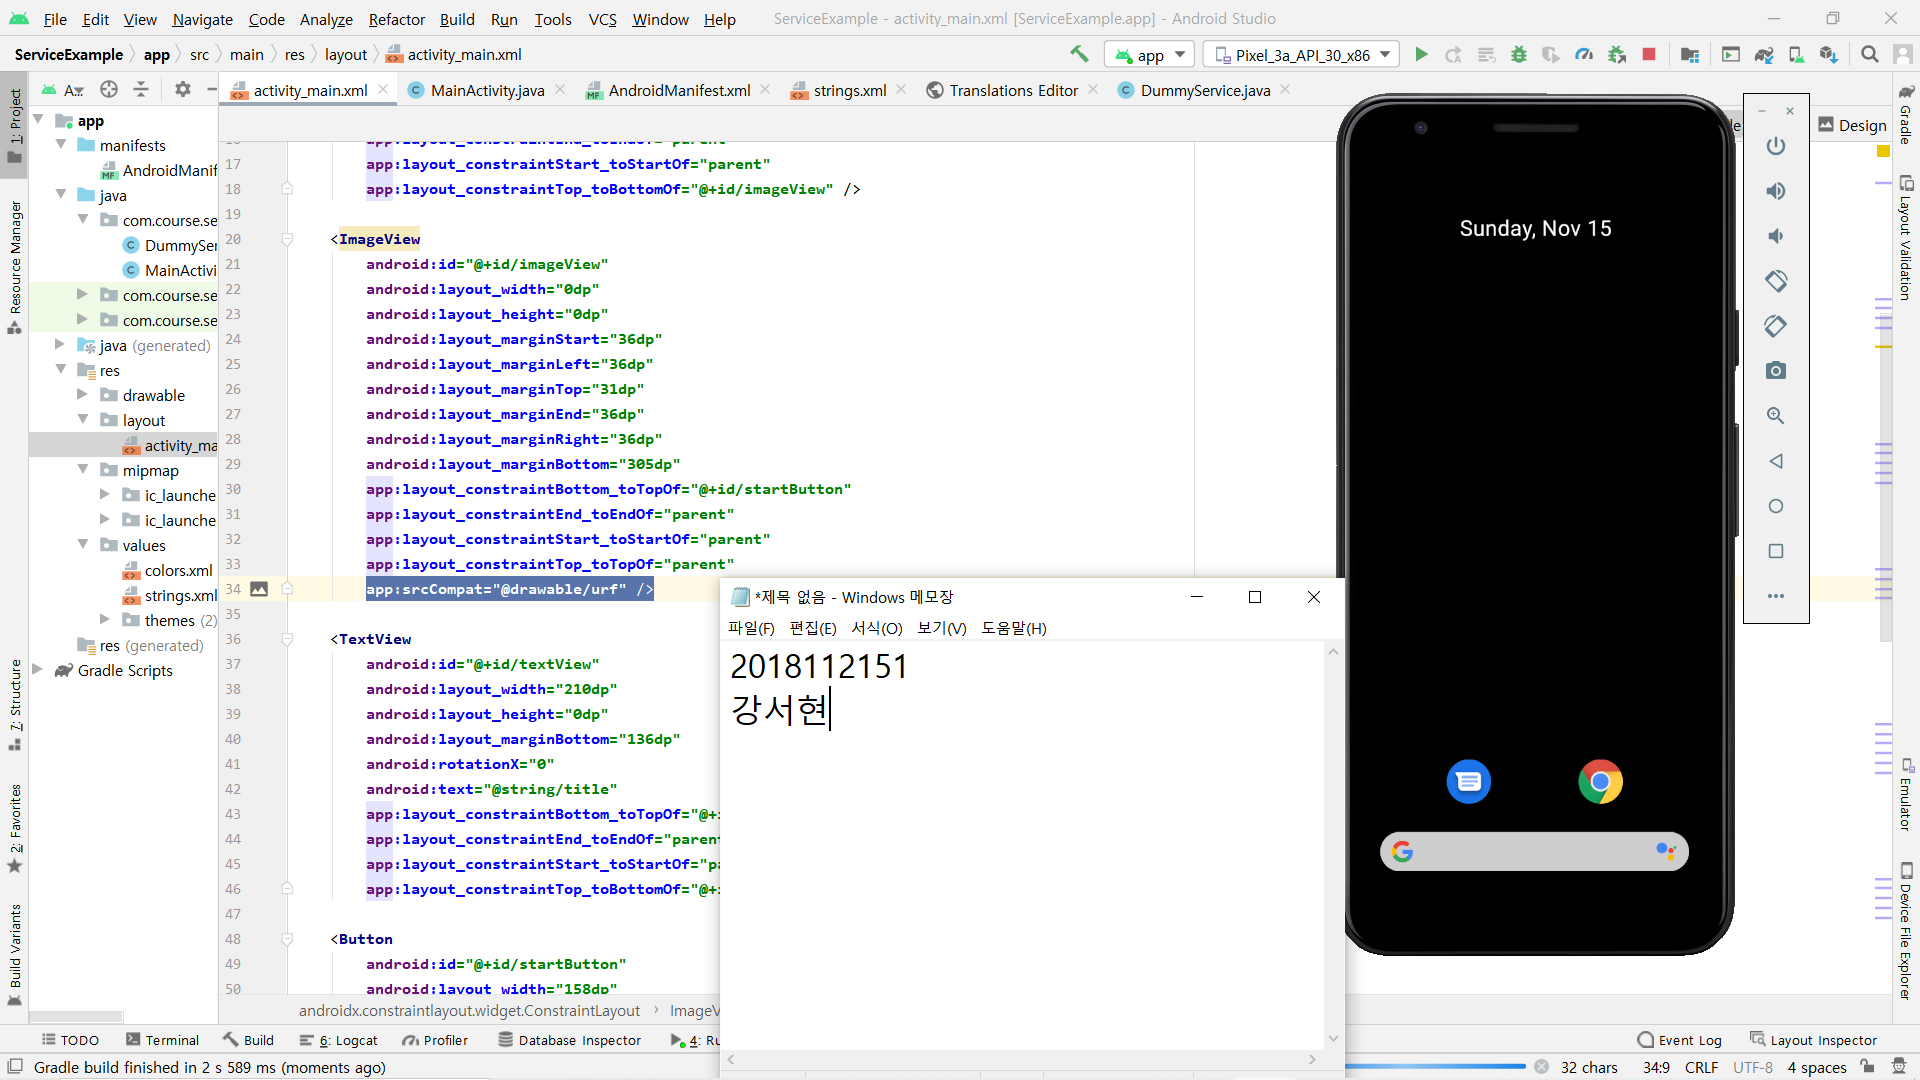 File Edit View Navigate Code Analyze Refactor Build Run Tools VCS Window Help ServiceExample - activity_main.xml [ServiceExample.app] - Android Studio
ServiceExample app src main res layout activity_main.xml app Pixel_3a_API_30_x86
A... activity_main.xml MainActivity.java AndroidManifest.xml strings.xml Translations Editor DummyService.java
Design
1: Project
Resource Manager
7: Structure
2: Favorites
Build Variants
app
manifests
AndroidManif
java
com.course.se
DummySer
MainActivi
com.course.se
com.course.se
java (generated)
res
drawable
layout
activity_ma
mipmap
ic_launche
ic_launche
values
colors.xml
strings.xml
themes (2)
res (generated)
Gradle Scripts
16 app:layout_constraintEnd_toEndOf="parent"
17 app:layout_constraintStart_toStartOf="parent"
18 app:layout_constraintTop_toBottomOf="@+id/imageView" />
19
20 <ImageView
21 android:id="@+id/imageView"
22 android:layout_width="0dp"
23 android:layout_height="0dp"
24 android:layout_marginStart="36dp"
25 android:layout_marginLeft="36dp"
26 android:layout_marginTop="31dp"
27 android:layout_marginEnd="36dp"
28 android:layout_marginRight="36dp"
29 android:layout_marginBottom="305dp"
30 app:layout_constraintBottom_toTopOf="@+id/startButton"
31 app:layout_constraintEnd_toEndOf="parent"
32 app:layout_constraintStart_toStartOf="parent"
33 app:layout_constraintTop_toTopOf="parent"
34 app:srcCompat="@drawable/urf" />
35
36 <TextView
37 android:id="@+id/textView"
38 android:layout_width="210dp"
39 android:layout_height="0dp"
40 android:layout_marginBottom="136dp"
41 android:rotationX="0"
42 android:text="@string/title"
43 app:layout_constraintBottom_toTopOf="@+
44 app:layout_constraintEnd_toEndOf="parent
45 app:layout_constraintStart_toStartOf="pa
46 app:layout_constraintTop_toBottomOf="@+
47
48 <Button
49 android:id="@+id/startButton"
50 android:layout_width="158dp"
androidx.constraintlayout.widget.ConstraintLayout ImageV
*제목 없음 - Windows 메모장
파일(F) 편집(E) 서식(O) 보기(V) 도움말(H)
2018112151
강서현
Sunday, Nov 15
Gradle
Layout Validation
Emulator
Device File Explorer
TODO Terminal Build 6: Logcat Profiler Database Inspector 4: Ru Event Log Layout Inspector
Gradle build finished in 2 s 589 ms (moments ago) 32 chars 34:9 CRLF UTF-8 4 spaces